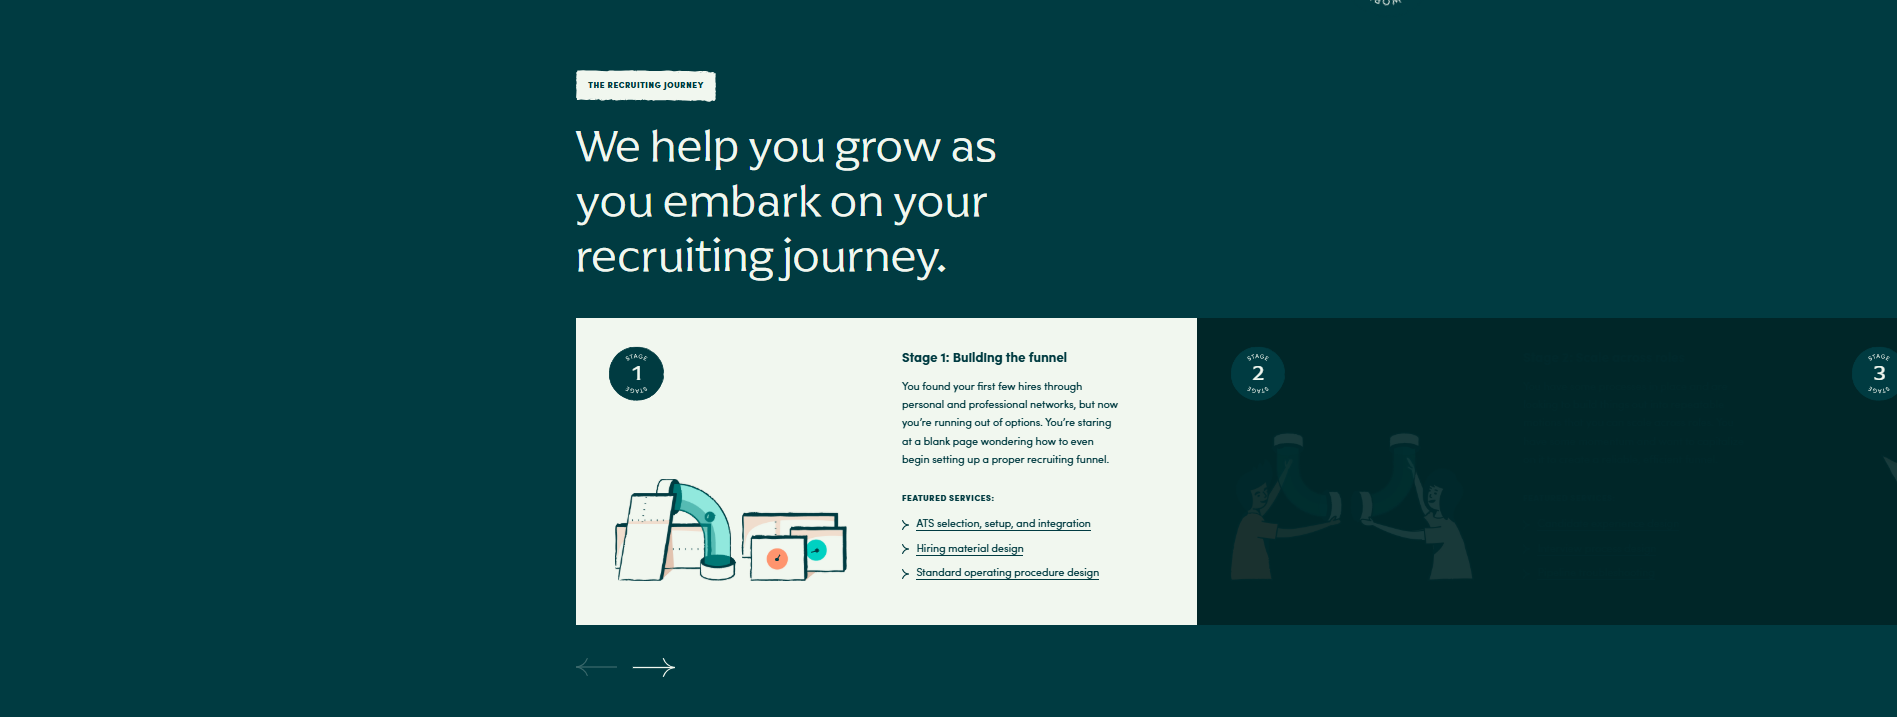 THE RECRUITING JOURNEY
We help you grow as
you embark on your
recruiting journey.
STAGE
1
STAGE
Stage 1: Building the funnel
You found your first few hires through
personal and professional networks, but now
you're running out of options. You're staring
at a blank page wondering how to even
begin setting up a proper recruiting funnel.
FEATURED SERVICES:
ATS selection, setup, and integration
Hiring material design
Standard operating procedure design
STAGE
2
STAGE
STAGE
3
STAGE